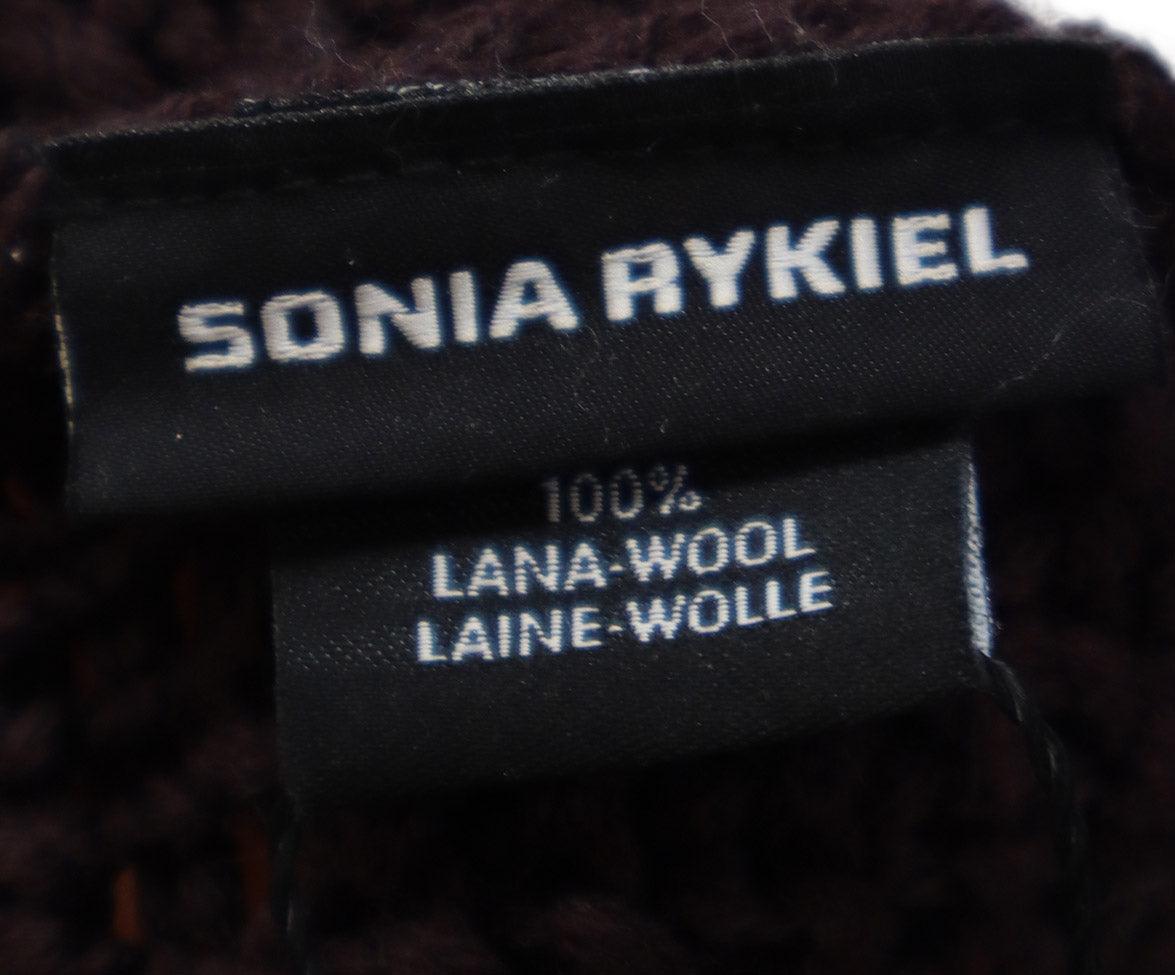 SONIA RYKIEL
100%
LANA-WOOL
LAINE-WOLLE